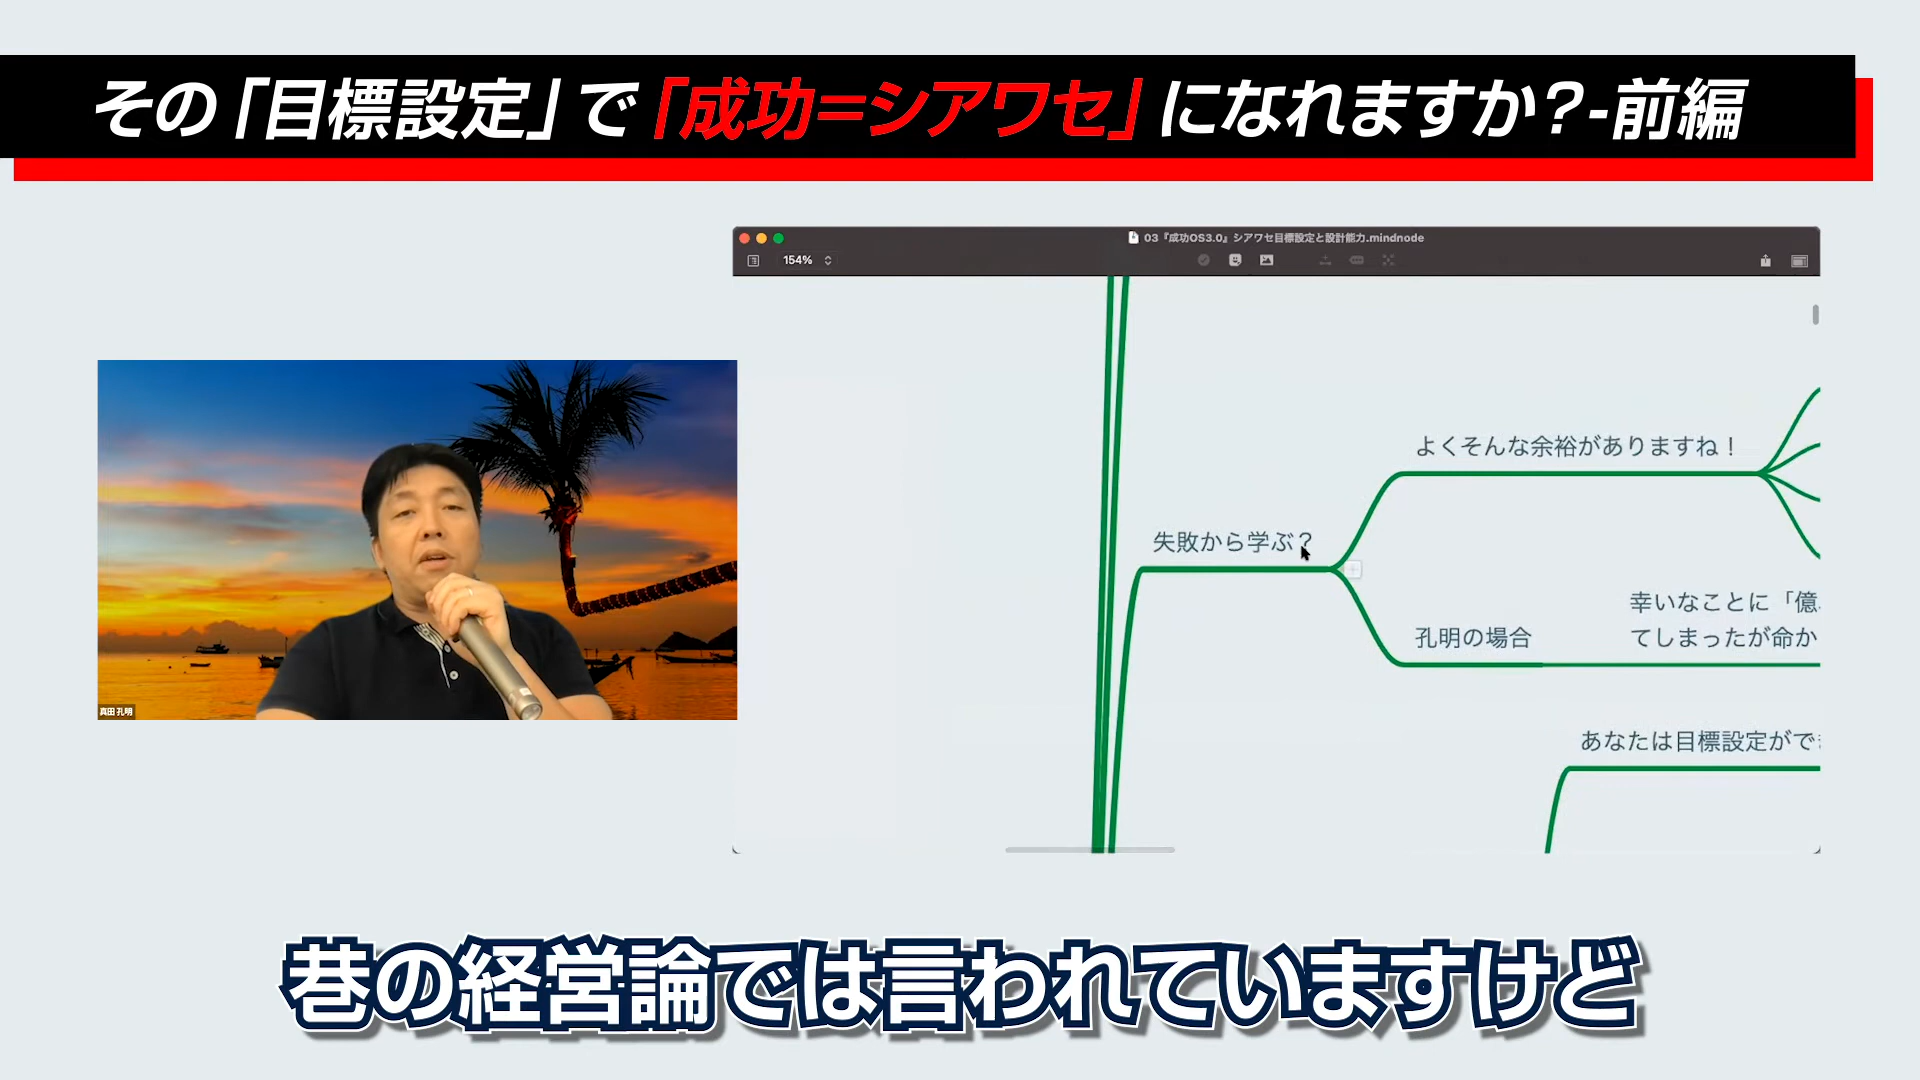 その「目標設定」で「成功=シアワセ」になれますか?-前編
03『成功OS3.0』シアワセ目標設定と設計能力.mindnode
154%
よくそんな余裕がありますね！
失敗から学ぶ？
幸いなことに「億
孔明の場合
てしまったが命か
あなたは目標設定がで
真田 孔明
巷の経営論では言われていますけど